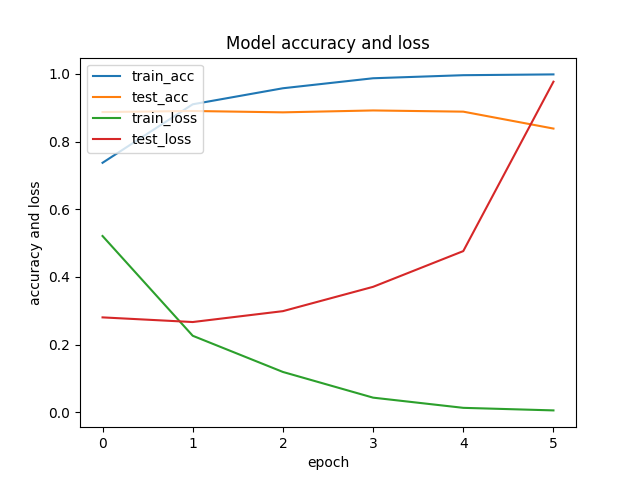 Model accuracy and loss
train_acc
test_acc
train_loss
test_loss
accuracy and loss
1.0
0.8
0.6
0.4
0.2
0.0
0 1 2 3 4 5
epoch